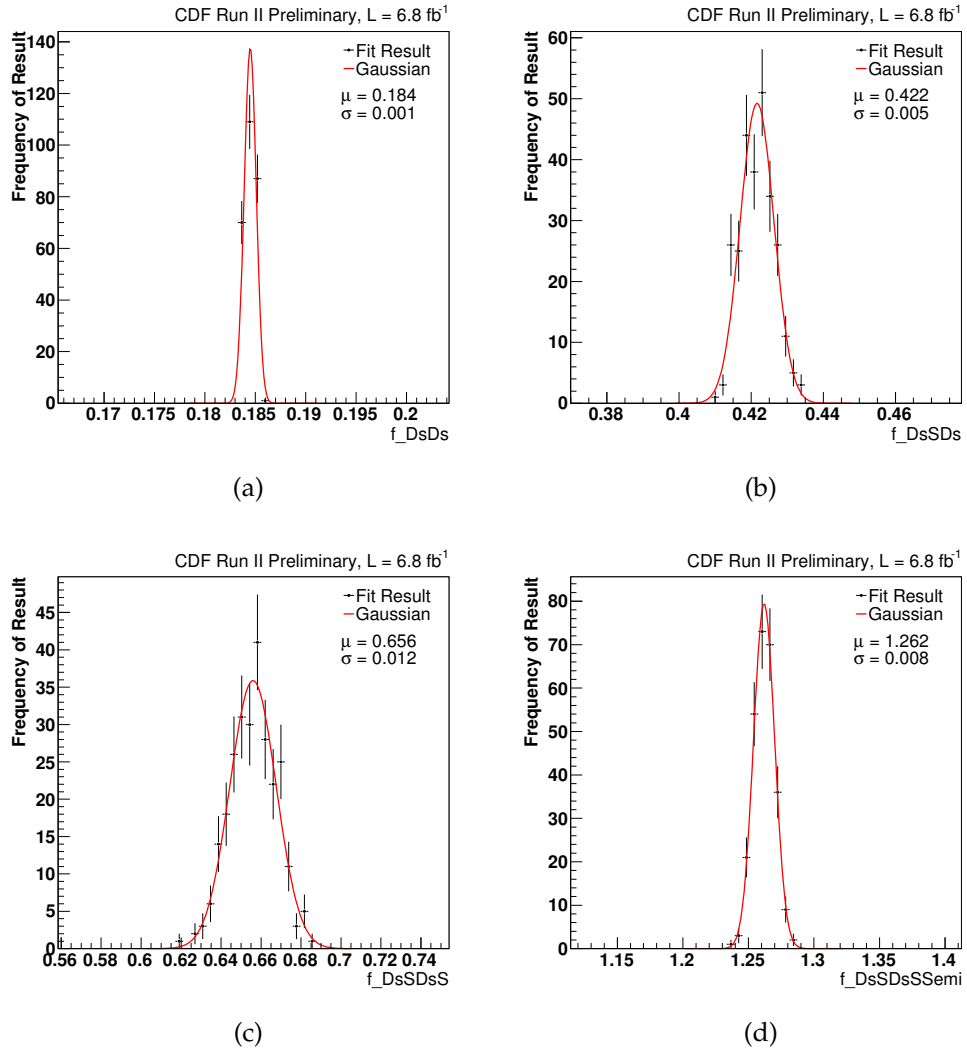 CDF Run II Preliminary, L = 6.8 fb-1
Frequency of Result
140
120
100
80
60
40
20
0
Fit Result
Gaussian
μ = 0.184
σ = 0.001
0.17 0.175 0.18 0.185 0.19 0.195 0.2
f_DsDs
(a)
CDF Run II Preliminary, L = 6.8 fb-1
Frequency of Result
60
50
40
30
20
10
0
Fit Result
Gaussian
μ = 0.422
σ = 0.005
0.38 0.4 0.42 0.44 0.46
f_DsSDs
(b)
CDF Run II Preliminary, L = 6.8 fb-1
Frequency of Result
45
40
35
30
25
20
15
10
5
0
Fit Result
Gaussian
μ = 0.656
σ = 0.012
0.56 0.58 0.6 0.62 0.64 0.66 0.68 0.7 0.72 0.74
f_DsSDsS
(c)
CDF Run II Preliminary, L = 6.8 fb-1
Frequency of Result
80
70
60
50
40
30
20
10
0
Fit Result
Gaussian
μ = 1.262
σ = 0.008
1.15 1.2 1.25 1.3 1.35 1.4
f_DsSDsSSemi
(d)